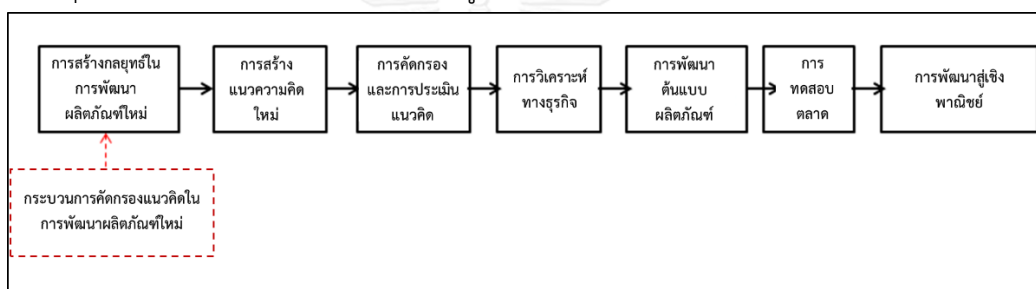 การสร้างกลยุทธ์ใน
การพัฒนา
ผลิตภัณฑ์ใหม่
การสร้าง
แนวความคิด
ใหม่
การคัดกรอง
และการประเมิน
แนวคิด
การวิเคราะห์
ทางธุรกิจ
การพัฒนา
ต้นแบบ
ผลิตภัณฑ์
การ
ทดสอบ
ตลาด
การพัฒนาสู่เชิง
พาณิชย์
กระบวนการคัดกรองแนวคิดใน
การพัฒนาผลิตภัณฑ์ใหม่